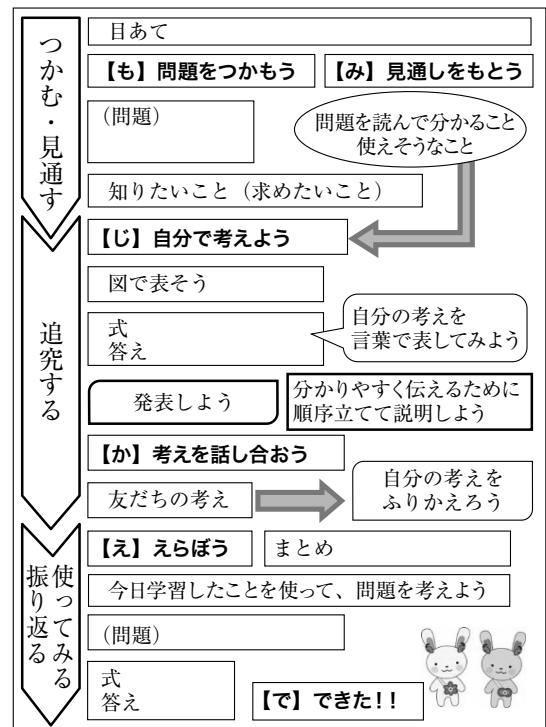 つかむ・見通す
目あて
【も】問題をつかもう
【み】見通しをもとう
（問題）
問題を読んで分かること
使えそうなこと
知りたいこと（求めたいこと）
追究する
【じ】自分で考えよう
図で表そう
式
答え
自分の考えを
言葉で表してみよう
発表しよう
分かりやすく伝えるために
順序立てて説明しよう
【か】考えを話し合おう
友だちの考え
自分の考えを
ふりかえろう
使ってみる
振り返る
【え】えらぼう
まとめ
今日学習したことを使って、問題を考えよう
（問題）
式
答え
【で】できた！！